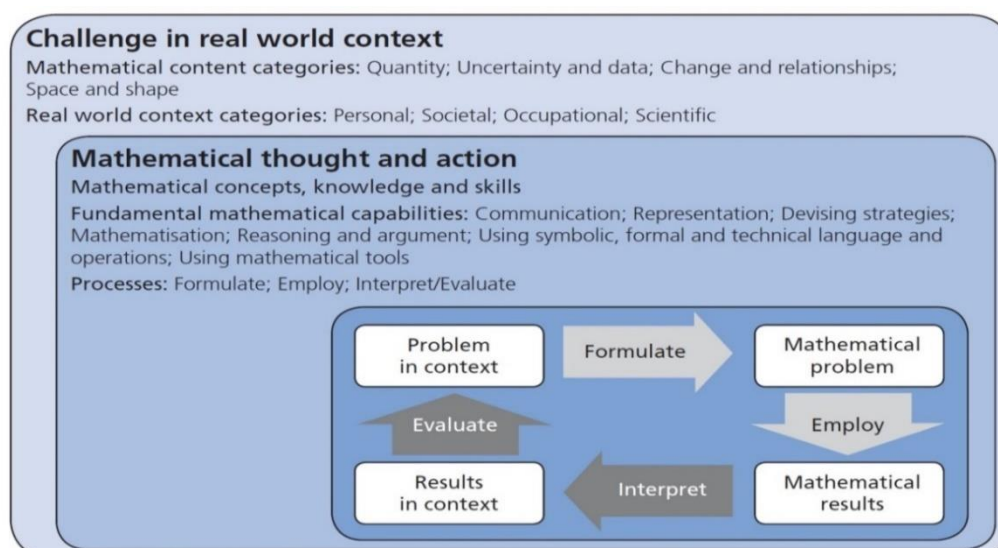 Challenge in real world context
Mathematical content categories: Quantity; Uncertainty and data; Change and relationships;
Space and shape
Real world context categories: Personal; Societal; Occupational; Scientific
Mathematical thought and action
Mathematical concepts, knowledge and skills
Fundamental mathematical capabilities: Communication; Representation; Devising strategies;
Mathematisation; Reasoning and argument; Using symbolic, formal and technical language and
operations; Using mathematical tools
Processes: Formulate; Employ; Interpret/Evaluate
Problem
in context
Formulate
Mathematical
problem
Evaluate
Employ
Results
in context
Interpret
Mathematical
results